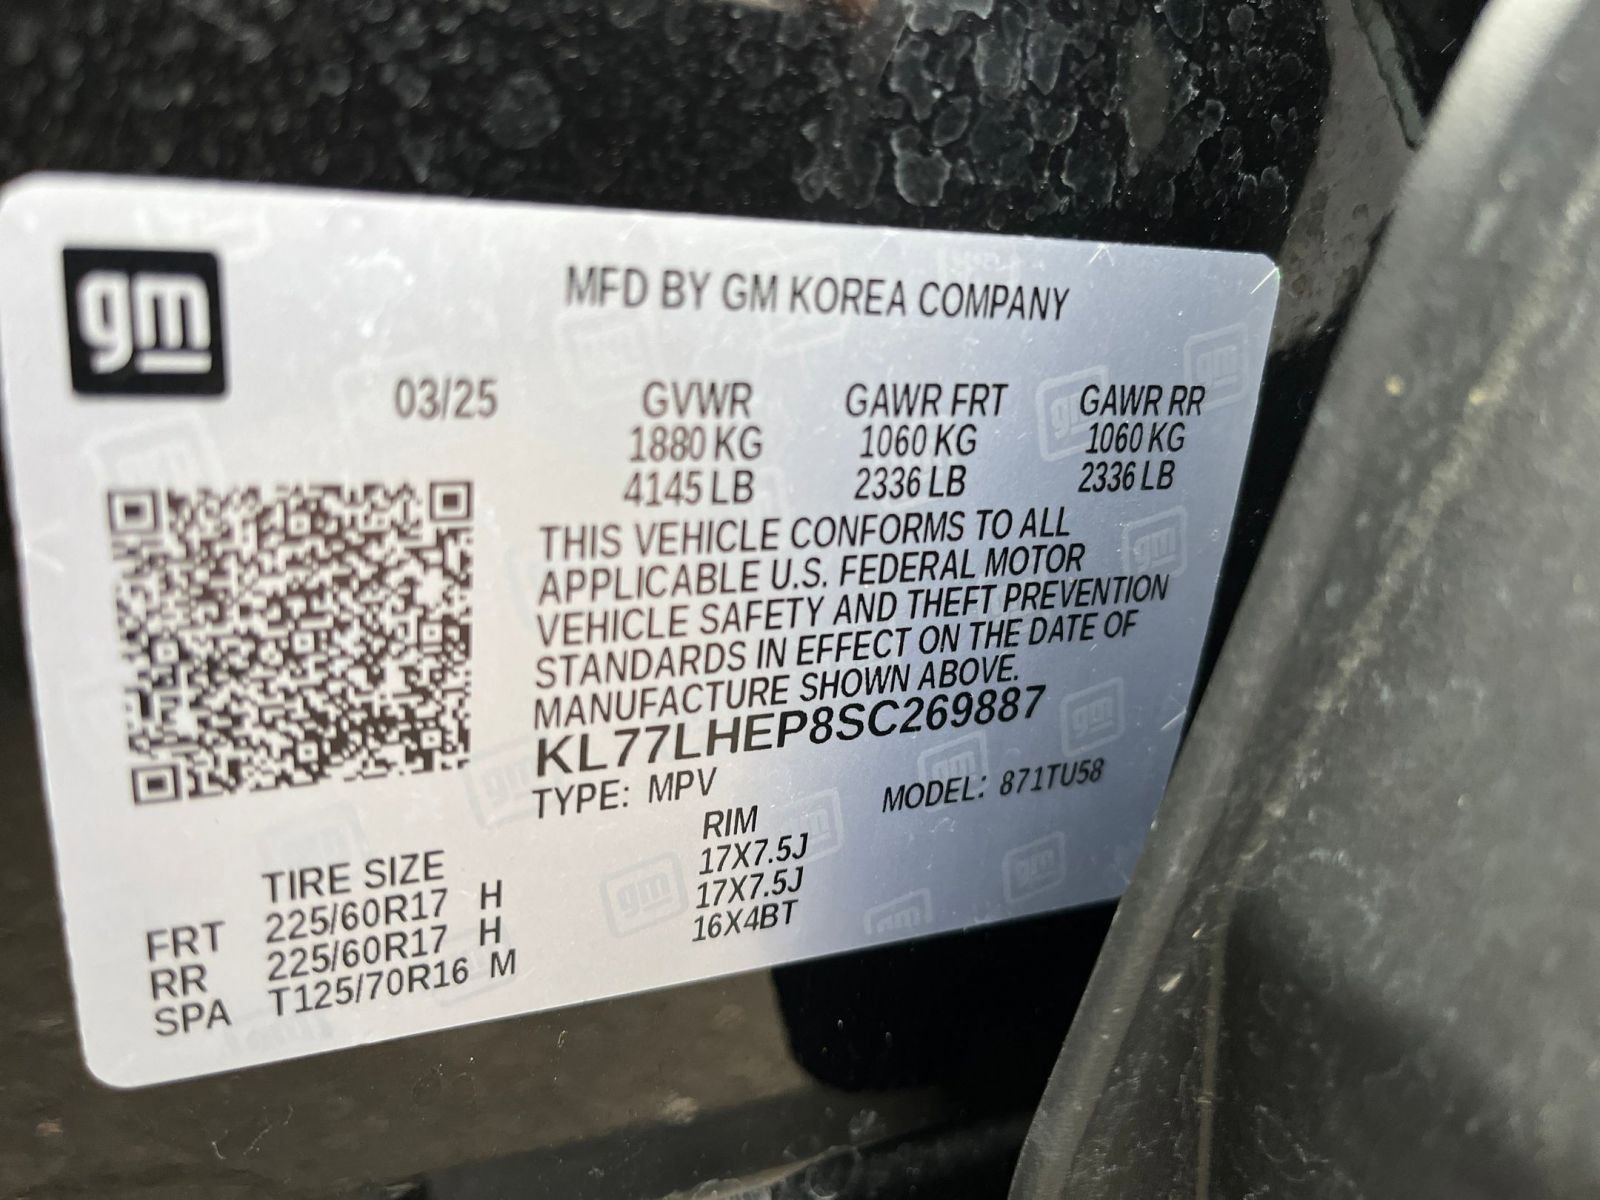 gm
MFD BY GM KOREA COMPANY
03/25 GVWR GAWR FRT GAWR RR
1880 KG 1060 KG 1060 KG
4145 LB 2336 LB 2336 LB
THIS VEHICLE CONFORMS TO ALL
APPLICABLE U.S. FEDERAL MOTOR
VEHICLE SAFETY AND THEFT PREVENTION
STANDARDS IN EFFECT ON THE DATE OF
MANUFACTURE SHOWN ABOVE.
KL77LHEP8SC269887
TYPE: MPV MODEL: 871TU58
TIRE SIZE RIM
FRT 225/60R17 H 17X7.5J
RR 225/60R17 H 17X7.5J
SPA T125/70R16 M 16X4BT